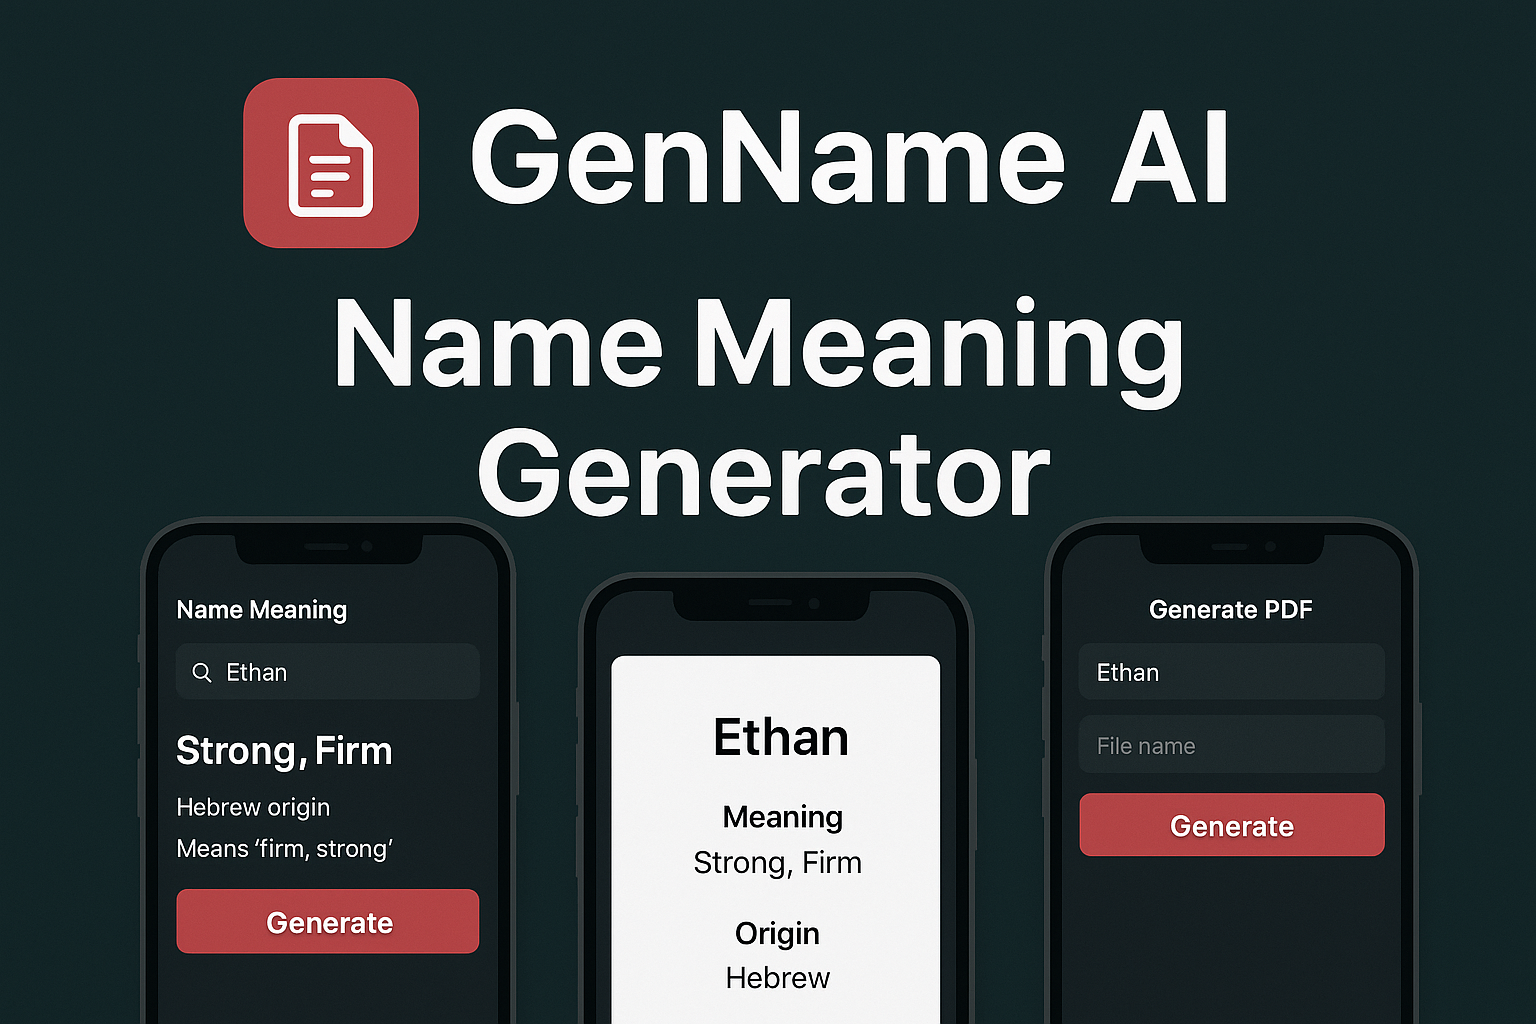 GenName AI
Name Meaning
Generator
Name Meaning
Ethan
Strong, Firm
Hebrew origin
Means ‘firm, strong’
Generate
Ethan
Meaning
Strong, Firm
Origin
Hebrew
Generate PDF
Ethan
File name
Generate